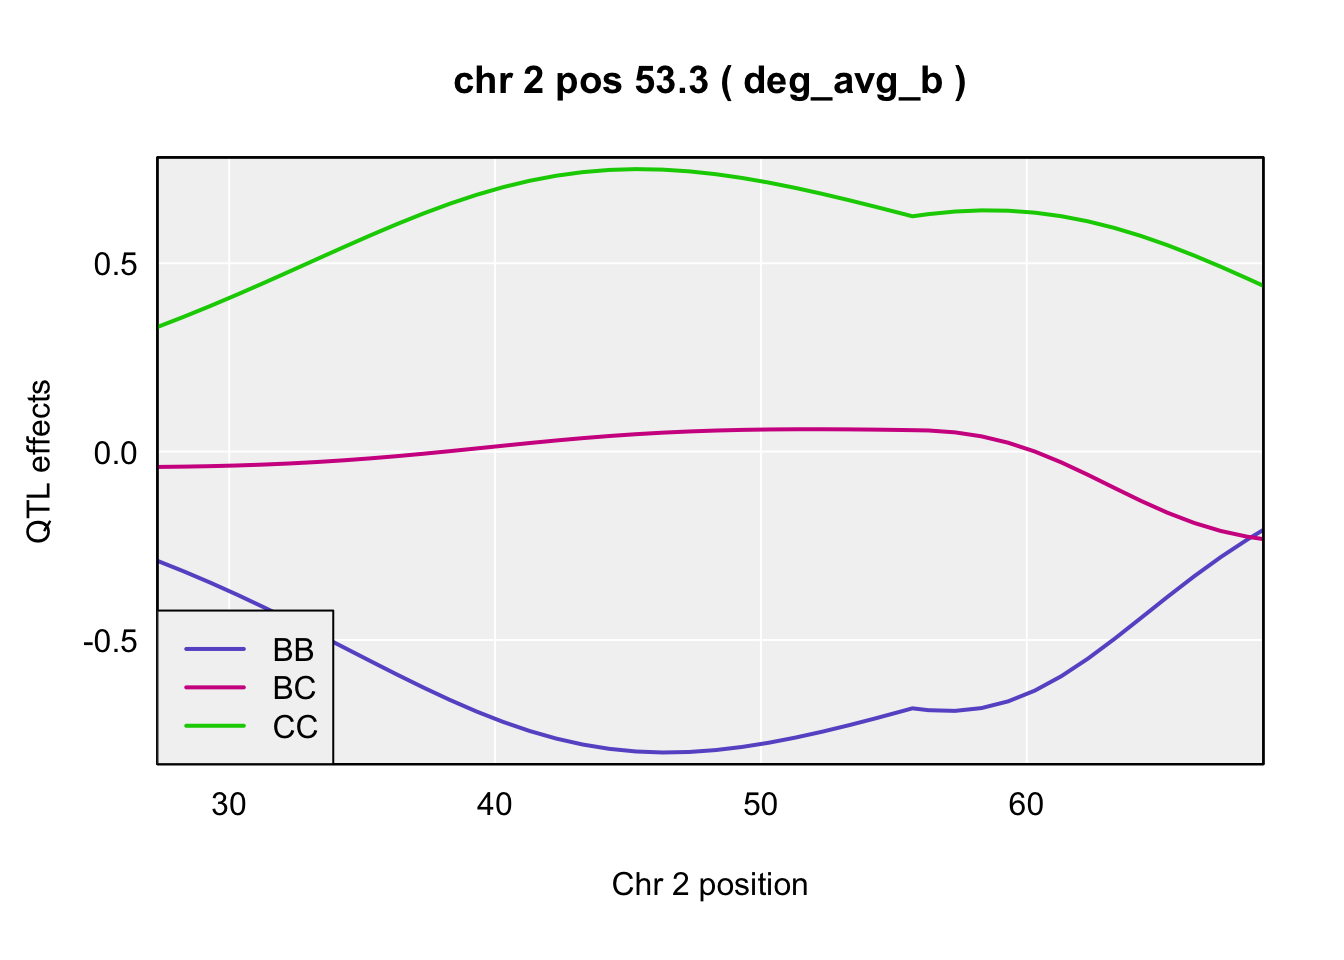 chr 2 pos 53.3 ( deg_avg_b )
QTL effects
0.5
0.0
-0.5
BB
BC
CC
30 40 50 60
Chr 2 position